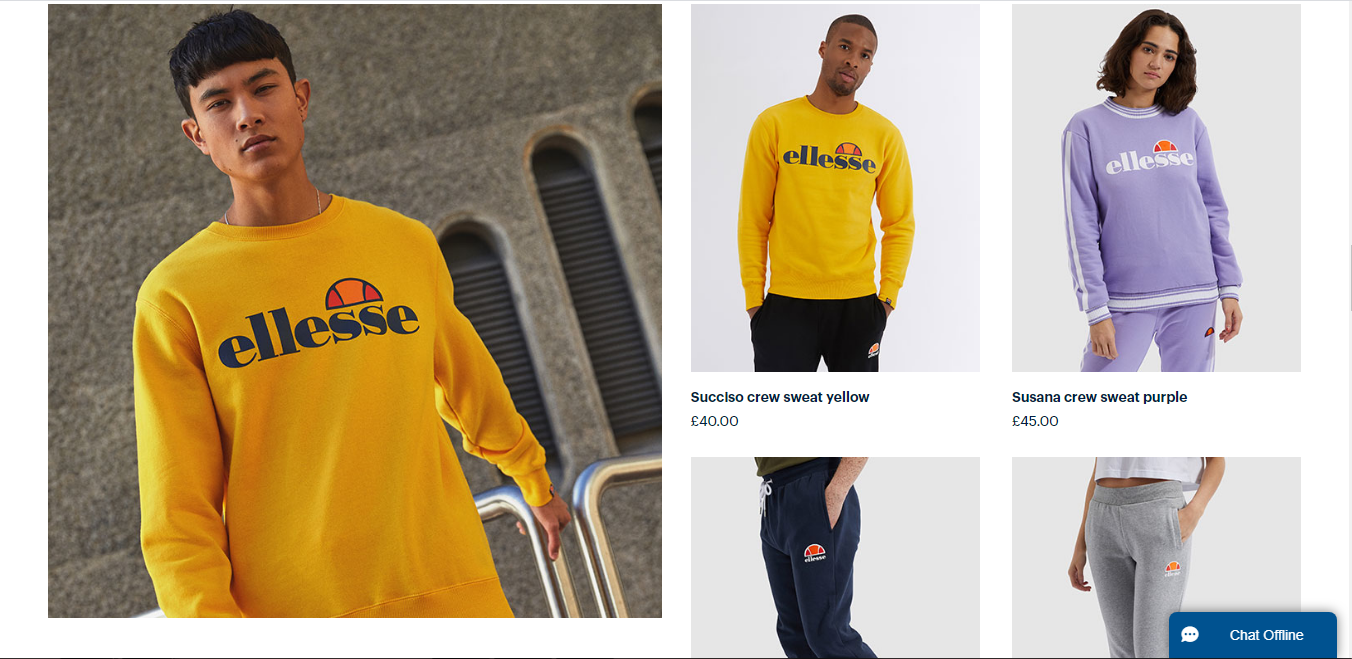 ellesse
ellesse
ellesse
ellesse
Succiso crew sweat yellow
£40.00
Susana crew sweat purple
£45.00
ellesse
ellesse
Chat Offline